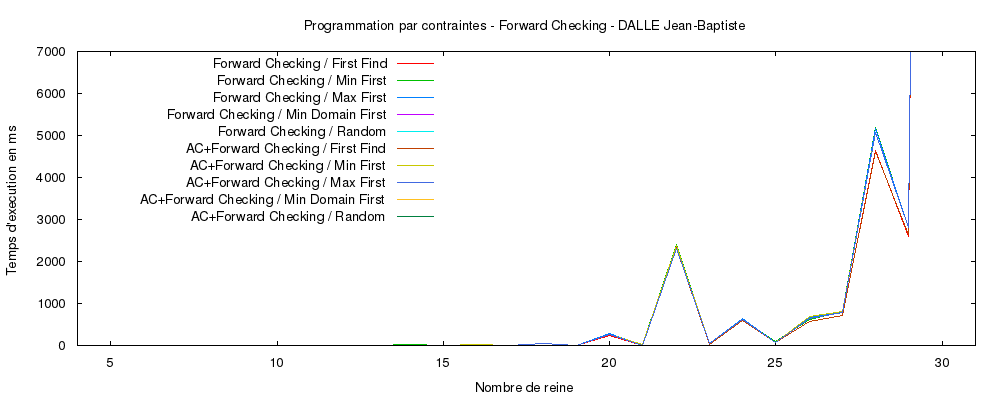 Programmation par contraintes - Forward Checking - DALLE Jean-Baptiste
Temps d'execution en ms
7000
6000
5000
4000
3000
2000
1000
0
Forward Checking / First Find
Forward Checking / Min First
Forward Checking / Max First
Forward Checking / Min Domain First
Forward Checking / Random
AC+Forward Checking / First Find
AC+Forward Checking / Min First
AC+Forward Checking / Max First
AC+Forward Checking / Min Domain First
AC+Forward Checking / Random
5 10 15 20 25 30
Nombre de reine